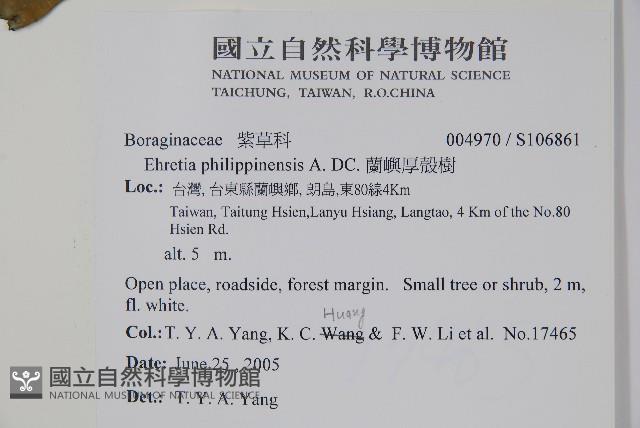 國立自然科學博物館
NATIONAL MUSEUM OF NATURAL SCIENCE
TAICHUNG, TAIWAN, R.O.CHINA
Boraginaceae 紫草科 004970 / S106861
Ehretia philippinensis A. DC. 蘭嶼厚殼樹
Loc.: 台灣, 台東縣蘭嶼鄉, 朗島,東80線4Km
Taiwan, Taitung Hsien,Lanyu Hsiang, Langtao, 4 Km of the No.80
Hsien Rd.
alt. 5 m.
Open place, roadside, forest margin. Small tree or shrub, 2 m,
fl. white.
Huang
Col.: T. Y. A. Yang, K. C. Wang & F. W. Li et al. No.17465
Date: June 25 , 2005
國立自然科學博物館
NATIONAL MUSEUM OF NATURAL SCIENCE
Det.: T. Y. A. Yang